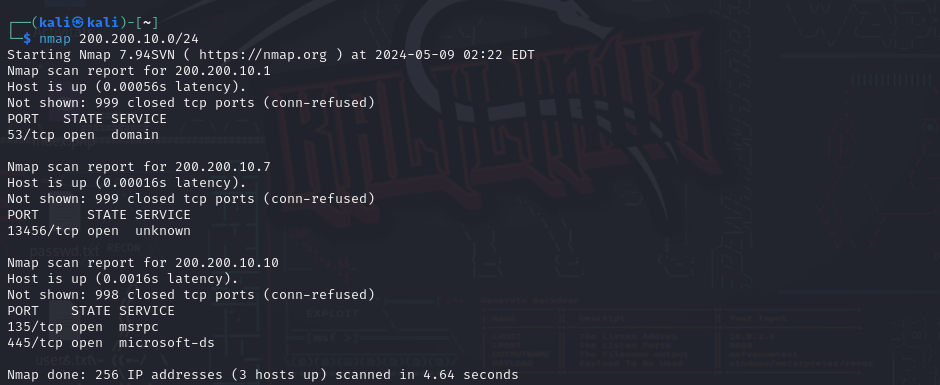 ┌──(kali㉿kali)-[~]
└─$ nmap 200.200.10.0/24
Starting Nmap 7.94SVN ( https://nmap.org ) at 2024-05-09 02:22 EDT
Nmap scan report for 200.200.10.1
Host is up (0.00056s latency).
Not shown: 999 closed tcp ports (conn-refused)
PORT   STATE SERVICE
53/tcp open  domain

Nmap scan report for 200.200.10.7
Host is up (0.00016s latency).
Not shown: 999 closed tcp ports (conn-refused)
PORT      STATE SERVICE
13456/tcp open  unknown

Nmap scan report for 200.200.10.10
Host is up (0.0016s latency).
Not shown: 998 closed tcp ports (conn-refused)
PORT    STATE SERVICE
135/tcp open  msrpc
445/tcp open  microsoft-ds

Nmap done: 256 IP addresses (3 hosts up) scanned in 4.64 seconds
KALI LINUX
passwd.txt